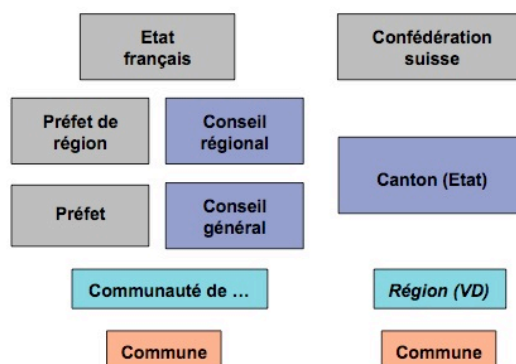 Etat
français
Confédération
suisse
Préfet de
région
Conseil
régional
Canton (Etat)
Préfet
Conseil
général
Communauté de ...
Région (VD)
Commune
Commune